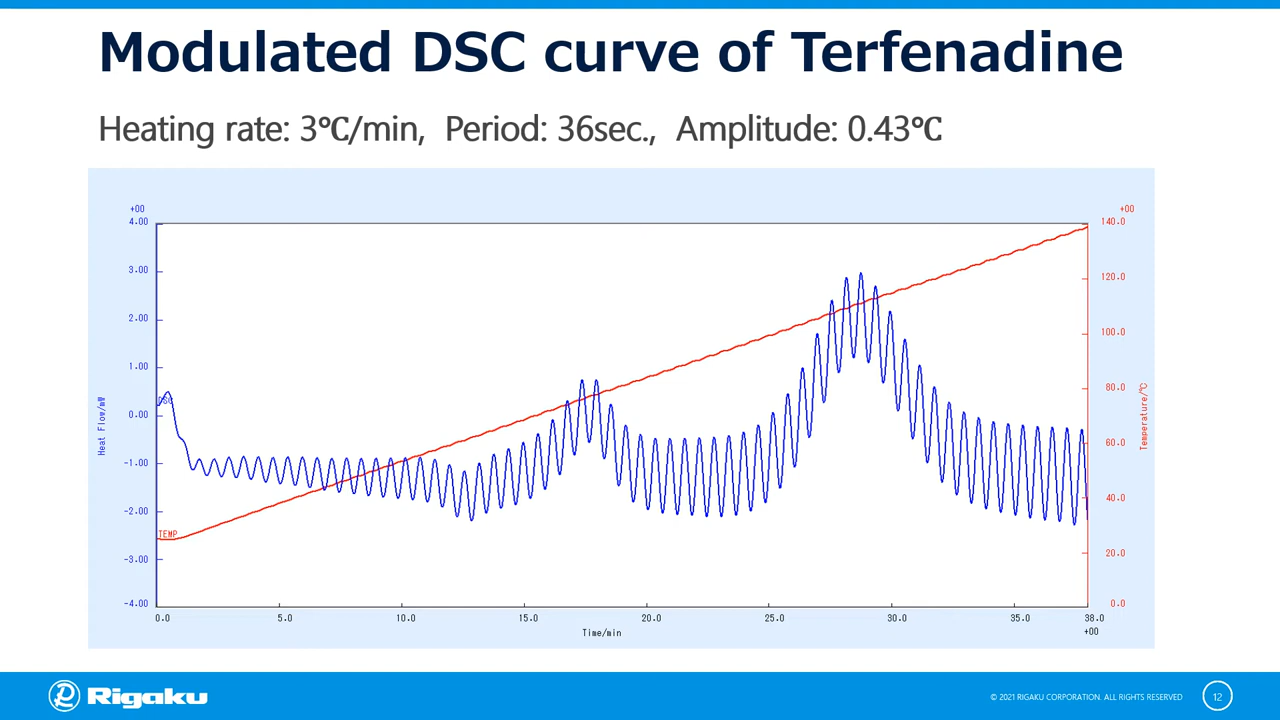 Modulated DSC curve of Terfenadine
Heating rate: 3℃/min, Period: 36sec., Amplitude: 0.43℃
+00
4.00
3.00
2.00
1.00
0.00
-1.00
-2.00
-3.00
-4.00
Heat Flow/mW
DSC
TEMP
+00
140.0
120.0
100.0
80.0
60.0
40.0
20.0
0.0
Temperature/℃
0.0 5.0 10.0 15.0 20.0 25.0 30.0 35.0 38.0
+00
Time/min
Rigaku
© 2021 RIGAKU CORPORATION. ALL RIGHTS RESERVED
12